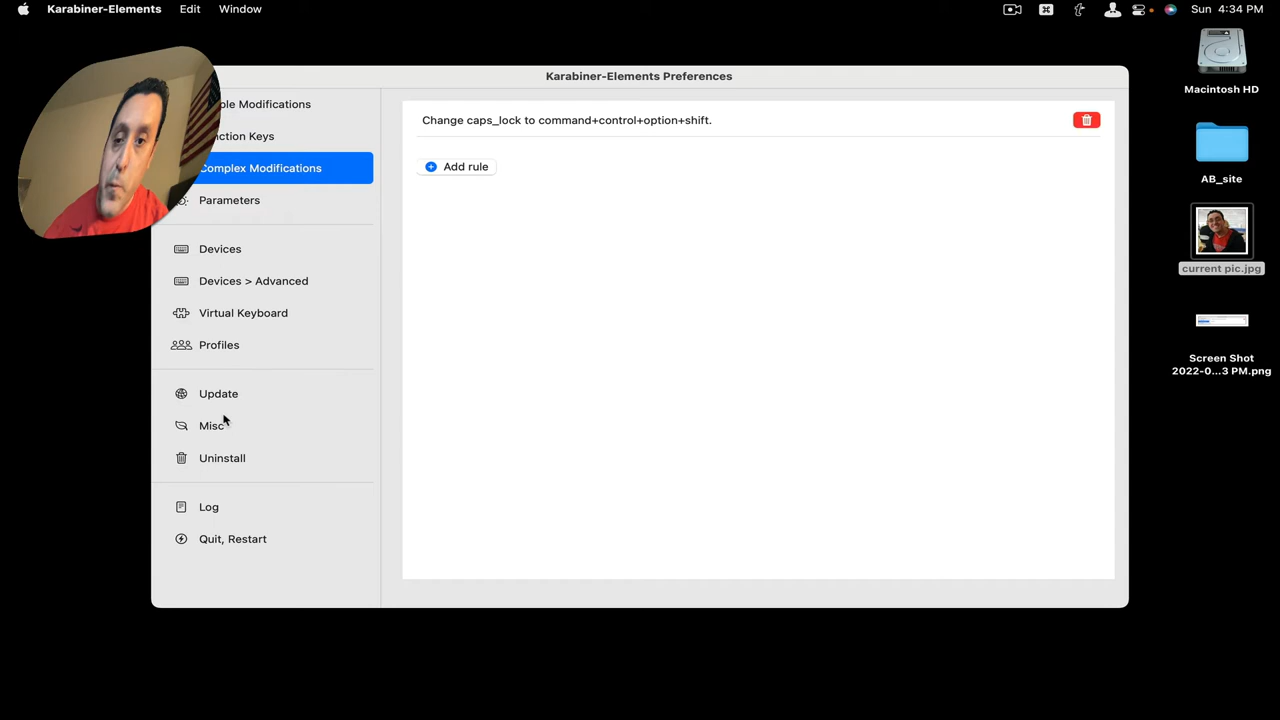 Karabiner-Elements Edit Window Sun 4:34 PM
Karabiner-Elements Preferences
ple Modifications
nction Keys
Complex Modifications
Parameters
Devices
Devices > Advanced
Virtual Keyboard
Profiles
Update
Misc
Uninstall
Log
Quit, Restart
Change caps_lock to command+control+option+shift.
Add rule
Macintosh HD
AB_site
current pic.jpg
Screen Shot
2022-0...3 PM.png